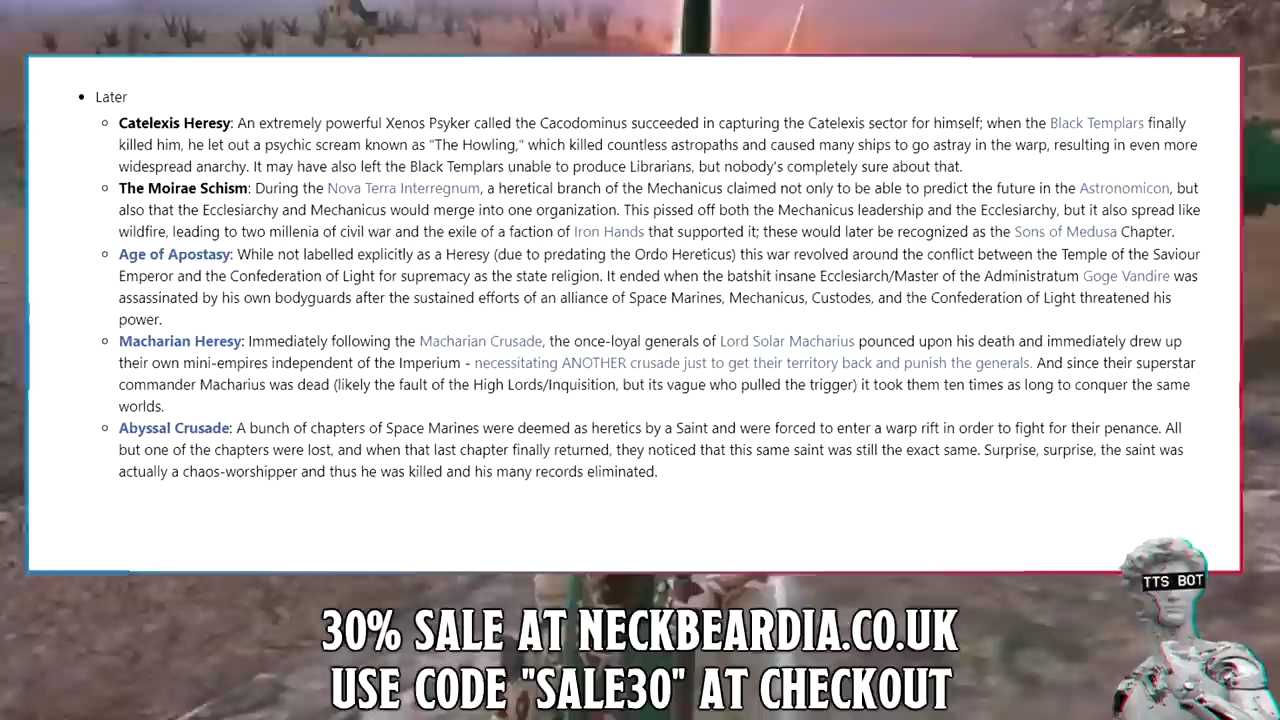 Later
Catelexis Heresy: An extremely powerful Xenos Psyker called the Cacodominus succeeded in capturing the Catelexis sector for himself; when the Black Templars finally
killed him, he let out a psychic scream known as "The Howling," which killed countless astropaths and caused many ships to go astray in the warp, resulting in even more
widespread anarchy. It may have also left the Black Templars unable to produce Librarians, but nobody's completely sure about that.
The Moirae Schism: During the Nova Terra Interregnum, a heretical branch of the Mechanicus claimed not only to be able to predict the future in the Astronomicon, but
also that the Ecclesiarchy and Mechanicus would merge into one organization. This pissed off both the Mechanicus leadership and the Ecclesiarchy, but it also spread like
wildfire, leading to two millenia of civil war and the exile of a faction of Iron Hands that supported it; these would later be recognized as the Sons of Medusa Chapter.
Age of Apostasy: While not labelled explicitly as a Heresy (due to predating the Ordo Hereticus) this war revolved around the conflict between the Temple of the Saviour
Emperor and the Confederation of Light for supremacy as the state religion. It ended when the batshit insane Ecclesiarch/Master of the Administratum Goge Vandire was
assassinated by his own bodyguards after the sustained efforts of an alliance of Space Marines, Mechanicus, Custodes, and the Confederation of Light threatened his
power.
Macharian Heresy: Immediately following the Macharian Crusade, the once-loyal generals of Lord Solar Macharius pounced upon his death and immediately drew up
their own mini-empires independent of the Imperium - necessitating ANOTHER crusade just to get their territory back and punish the generals. And since their superstar
commander Macharius was dead (likely the fault of the High Lords/Inquisition, but its vague who pulled the trigger) it took them ten times as long to conquer the same
worlds.
Abyssal Crusade: A bunch of chapters of Space Marines were deemed as heretics by a Saint and were forced to enter a warp rift in order to fight for their penance. All
but one of the chapters were lost, and when that last chapter finally returned, they noticed that this same saint was still the exact same. Surprise, surprise, the saint was
actually a chaos-worshipper and thus he was killed and his many records eliminated.
TTS BOT
30% SALE AT NECKBEARDIA.CO.UK
USE CODE "SALE30" AT CHECKOUT